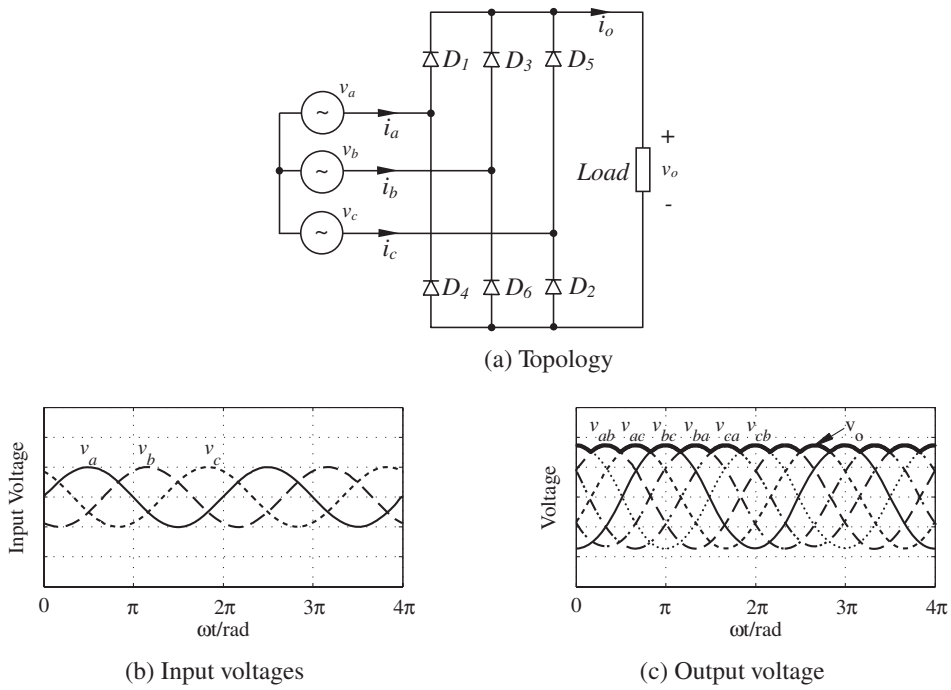 i_o
D_1 D_3 D_5
v_a
~
i_a
v_b
~
i_b
v_c
~
i_c
Load
+
v_o
-
D_4 D_6 D_2
(a) Topology
v_a v_b v_c
Input Voltage
0 π 2π 3π 4π
ωt/rad
(b) Input voltages
v_ab v_ac v_bc v_ba v_ca v_cb v_o
Voltage
0 π 2π 3π 4π
ωt/rad
(c) Output voltage